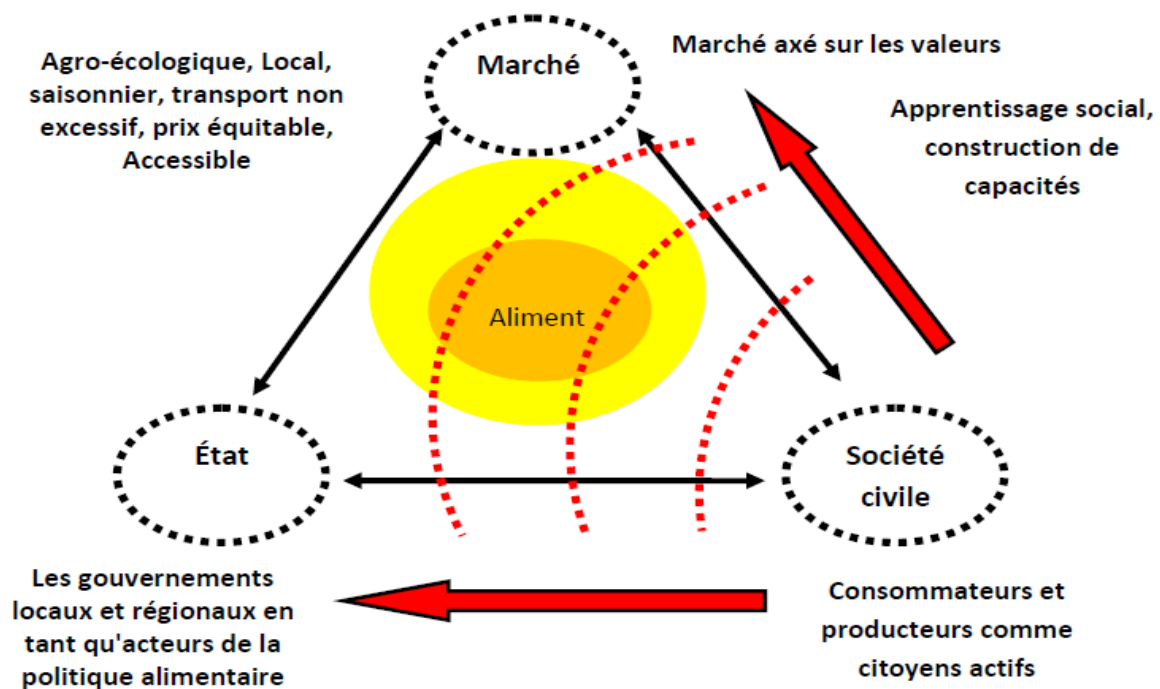 Agro-écologique, Local,
saisonnier, transport non
excessif, prix équitable,
Accessible
Marché
Marché axé sur les valeurs
Apprentissage social,
construction de
capacités
Aliment
État
Société
civile
Les gouvernements
locaux et régionaux en
tant qu'acteurs de la
politique alimentaire
Consommateurs et
producteurs comme
citoyens actifs